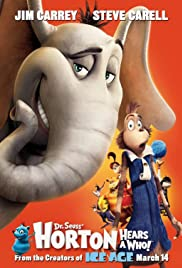 JIM CARREY STEVE CARELL
Dr. Seuss'
HORTON HEARS A WHO!
From the Creators of ICE AGE March 14